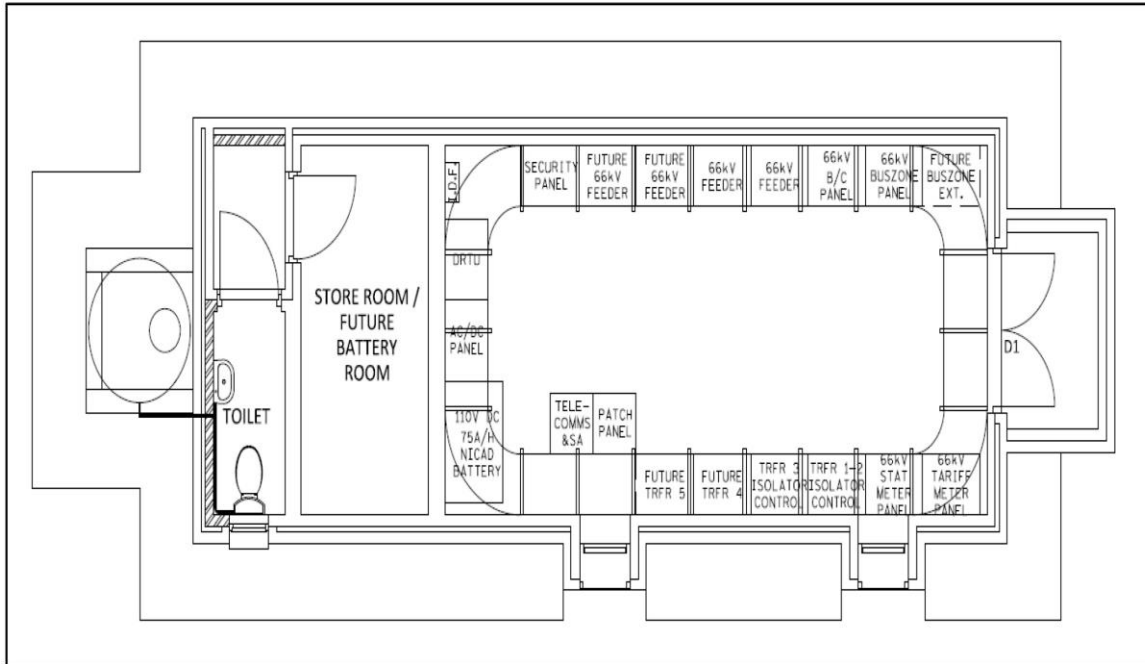 I.D.F.
SECURITY
PANEL
FUTURE
66kV
FEEDER
FUTURE
66kV
FEEDER
66kV
FEEDER
66kV
FEEDER
66kV
B/C
PANEL
66kV
BUSZONE
PANEL
FUTURE
BUSZONE
EXT.
DRTU
STORE ROOM /
FUTURE
BATTERY
ROOM
AC/DC
PANEL
D1
TOILET
110V DC
75A/H
NICAD
BATTERY
TELE-
COMMS
&SA
PATCH
PANEL
FUTURE
TRFR 5
FUTURE
TRFR 4
TRFR 3
ISOLATOR
CONTROL
TRFR 1-2
ISOLATOR
CONTROL
66kV
STAT
METER
PANEL
66kV
TARIFF
METER
PANEL